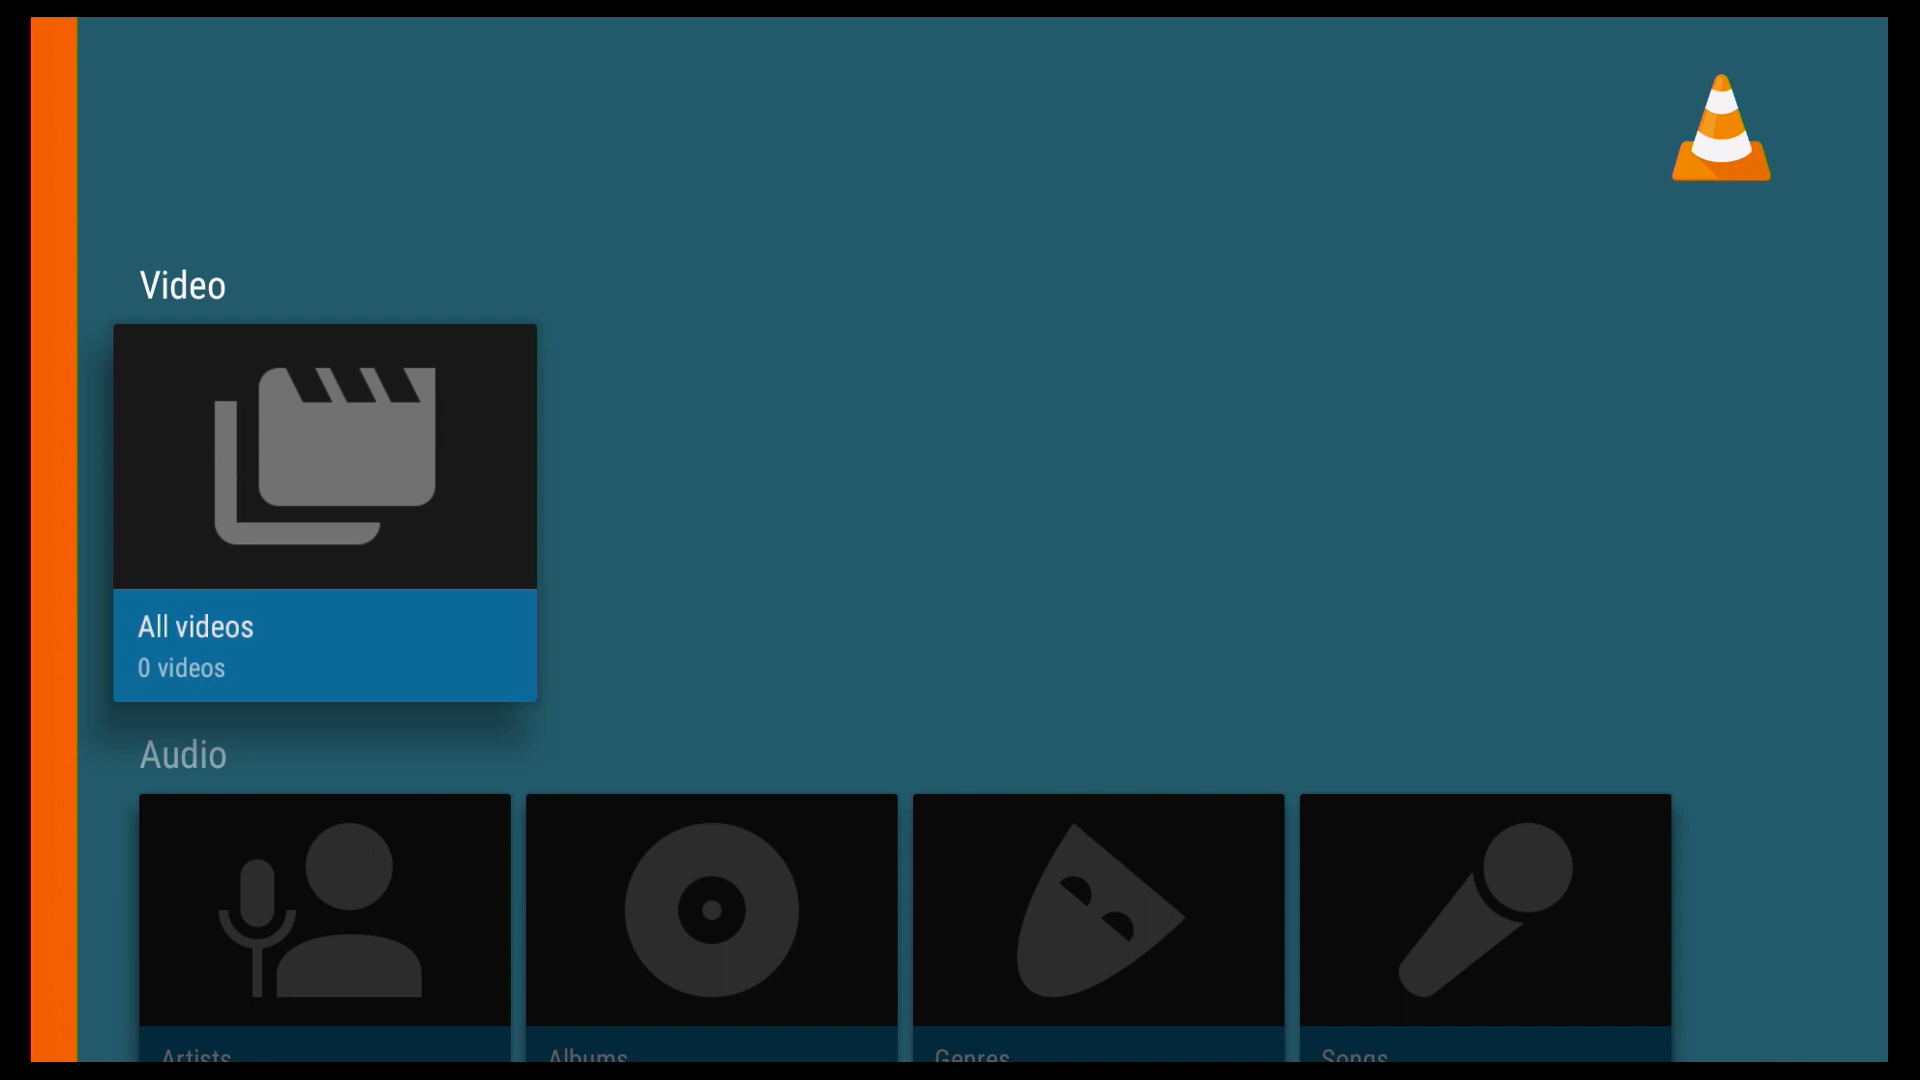 Video
All videos
0 videos
Audio
Artists
Albums
Genres
Songs